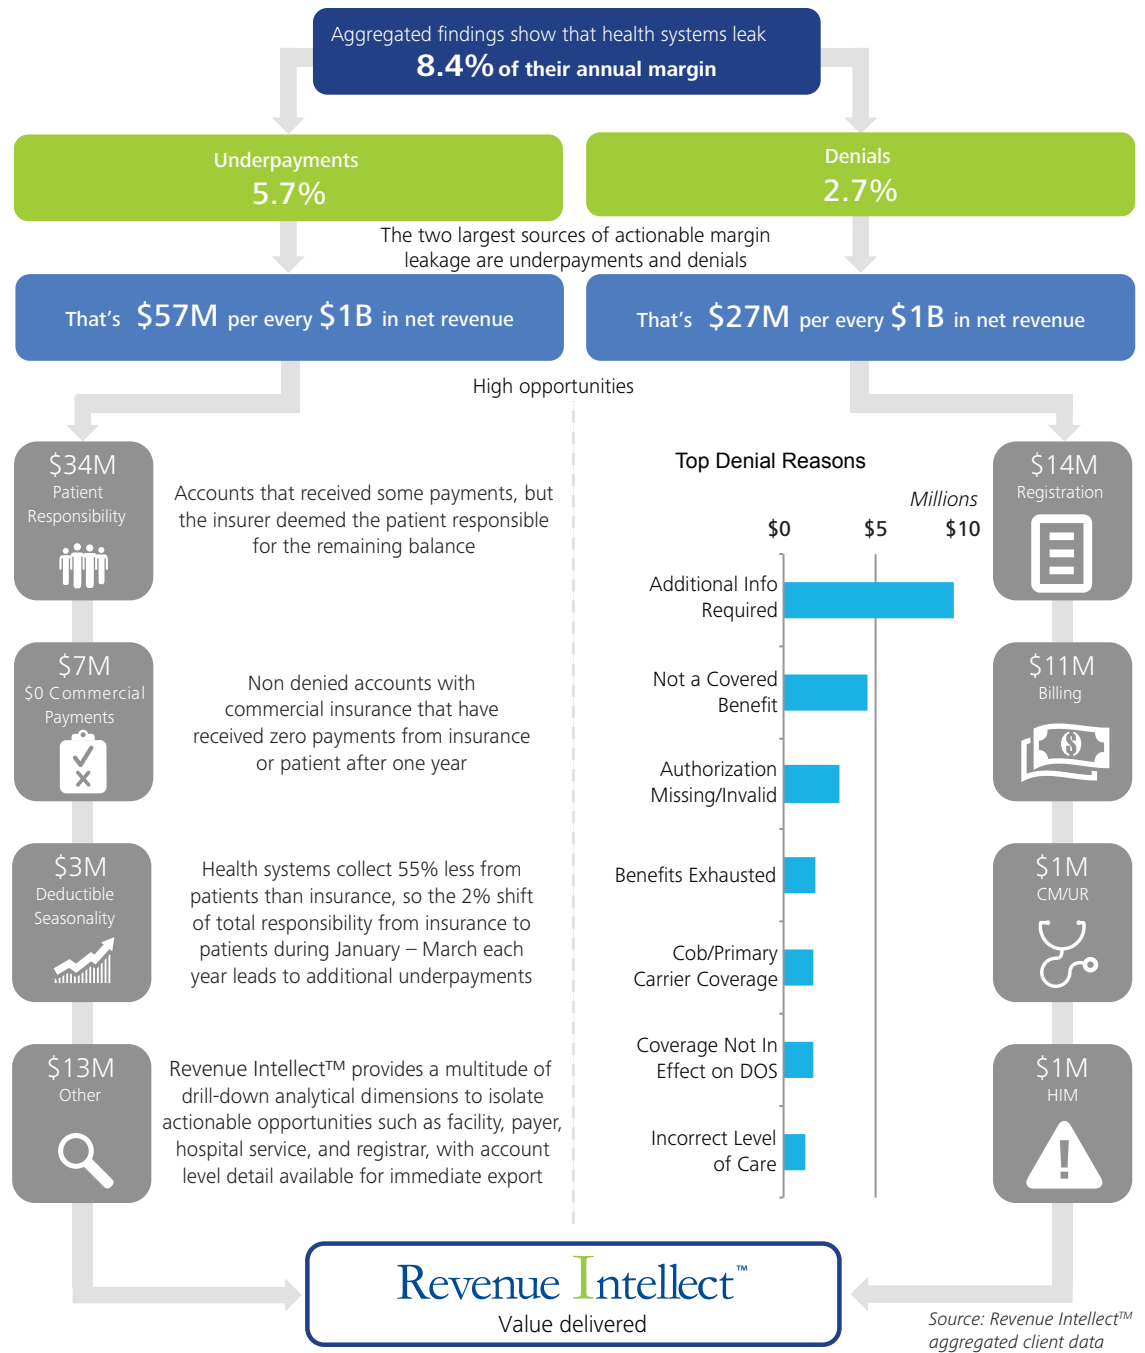 Aggregated findings show that health systems leak
8.4% of their annual margin
Underpayments
5.7%
Denials
2.7%
The two largest sources of actionable margin
leakage are underpayments and denials
That's $57M per every $1B in net revenue
That's $27M per every $1B in net revenue
High opportunities
$34M
Patient
Responsibility
Accounts that received some payments, but
the insurer deemed the patient responsible
for the remaining balance
$7M
$0 Commercial
Payments
Non denied accounts with
commercial insurance that have
received zero payments from insurance
or patient after one year
$3M
Deductible
Seasonality
Health systems collect 55% less from
patients than insurance, so the 2% shift
of total responsibility from insurance to
patients during January – March each
year leads to additional underpayments
$13M
Other
Revenue Intellect™ provides a multitude of
drill-down analytical dimensions to isolate
actionable opportunities such as facility, payer,
hospital service, and registrar, with account
level detail available for immediate export
Top Denial Reasons
Millions
$0 $5 $10
Additional Info
Required
Not a Covered
Benefit
Authorization
Missing/Invalid
Benefits Exhausted
Cob/Primary
Carrier Coverage
Coverage Not In
Effect on DOS
Incorrect Level
of Care
$14M
Registration
$11M
Billing
$
$1M
CM/UR
$1M
HIM
!
Revenue Intellect™
Value delivered
Source: Revenue Intellect™
aggregated client data